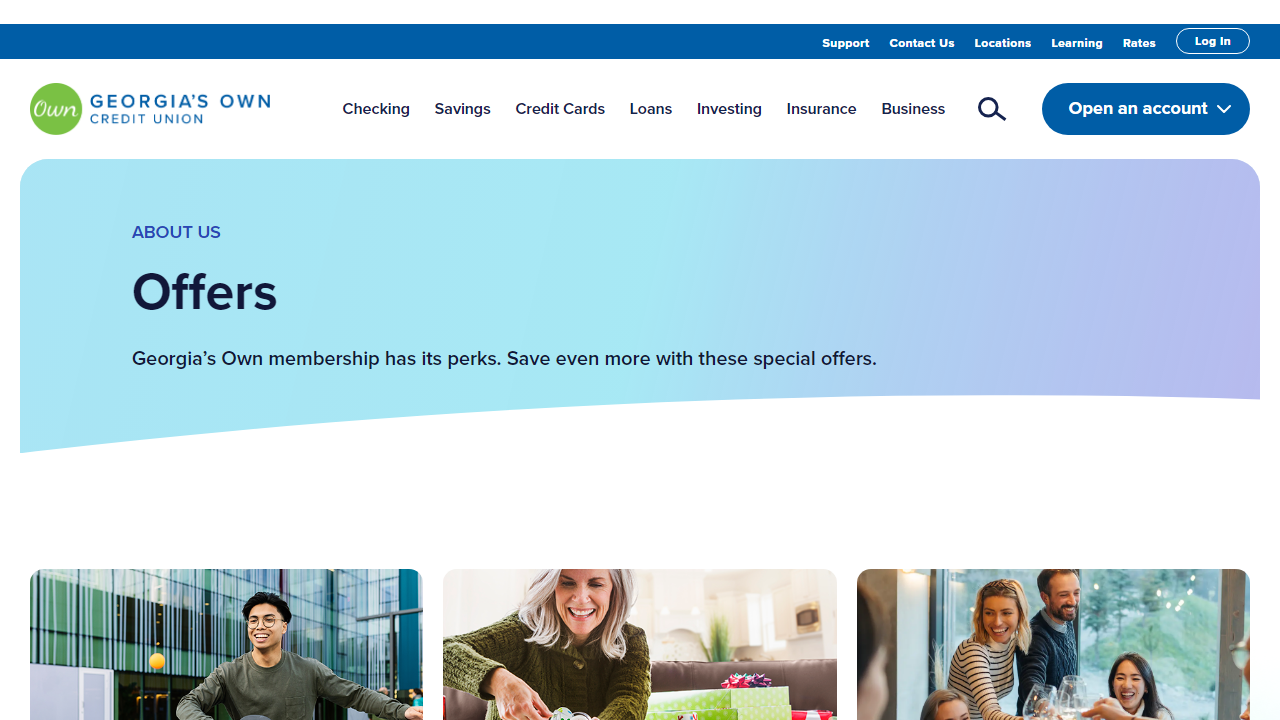 Support Contact Us Locations Learning Rates Log In
Own GEORGIA'S OWN
CREDIT UNION
Checking Savings Credit Cards Loans Investing Insurance Business
Open an account
ABOUT US
Offers
Georgia’s Own membership has its perks. Save even more with these special offers.